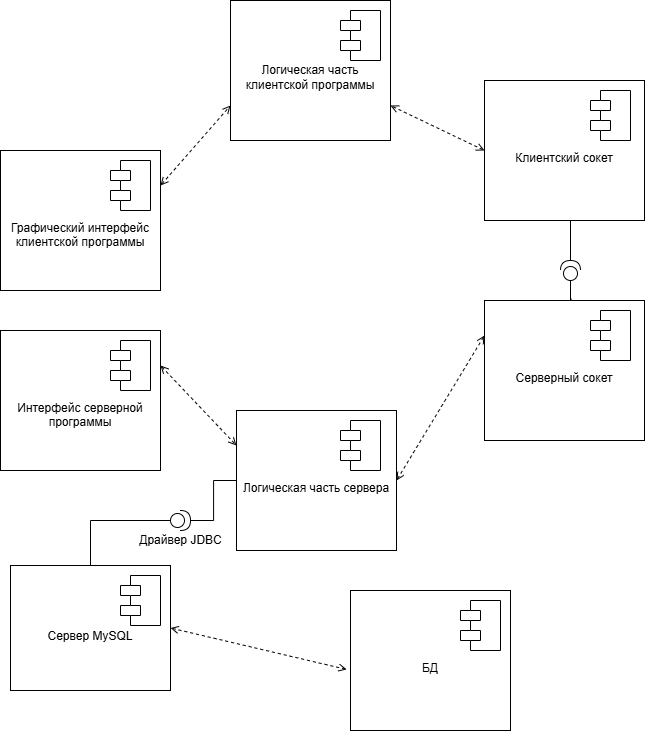 Логическая часть
клиентской программы
Клиентский сокет
Графический интерфейс
клиентской программы
Серверный сокет
Интерфейс серверной
программы
Логическая часть сервера
Драйвер JDBC
Сервер MySQL
БД